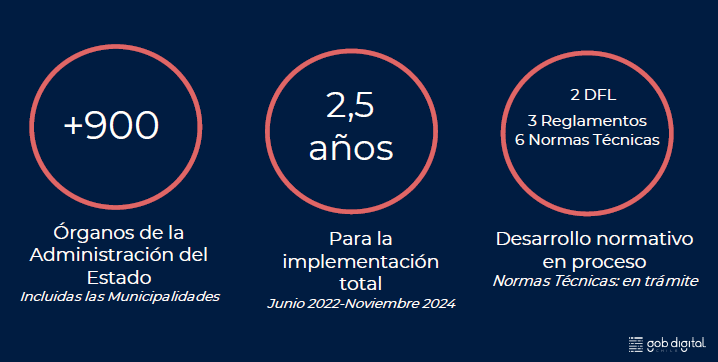 +900
Órganos de la
Administración del
Estado
Incluidas las Municipalidades
2,5
años
Para la
implementación
total
Junio 2022-Noviembre 2024
2 DFL
3 Reglamentos
6 Normas Técnicas
Desarrollo normativo
en proceso
Normas Técnicas: en trámite
gob digital
CHILE